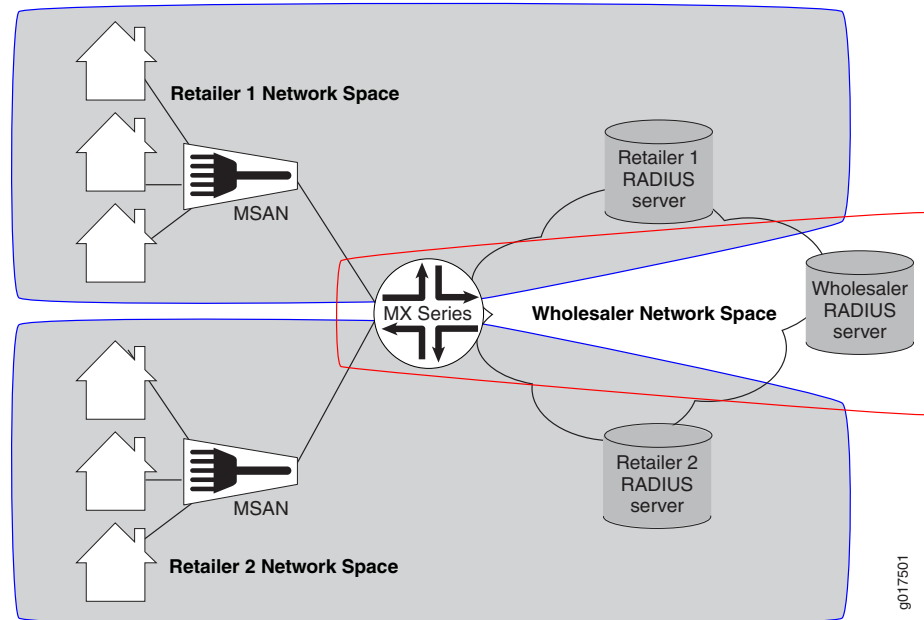 Retailer 1 Network Space
MSAN
Retailer 1
RADIUS
server
MX Series
Wholesaler Network Space
Wholesaler
RADIUS
server
MSAN
Retailer 2
RADIUS
server
Retailer 2 Network Space
g017501